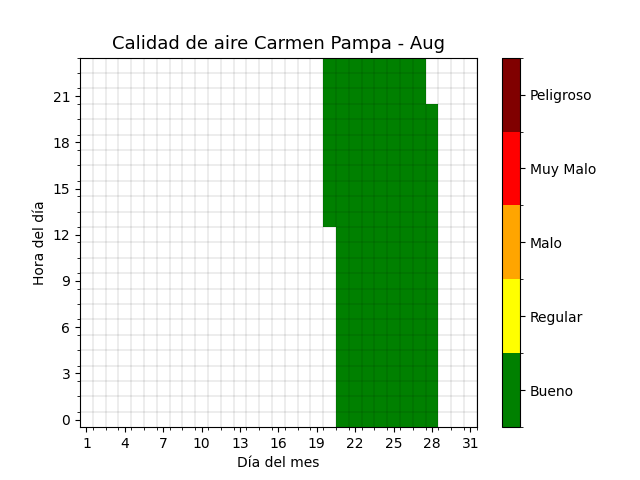 Calidad de aire Carmen Pampa - Aug
Hora del día
21
18
15
12
9
6
3
0
1 4 7 10 13 16 19 22 25 28 31
Día del mes
Peligroso
Muy Malo
Malo
Regular
Bueno